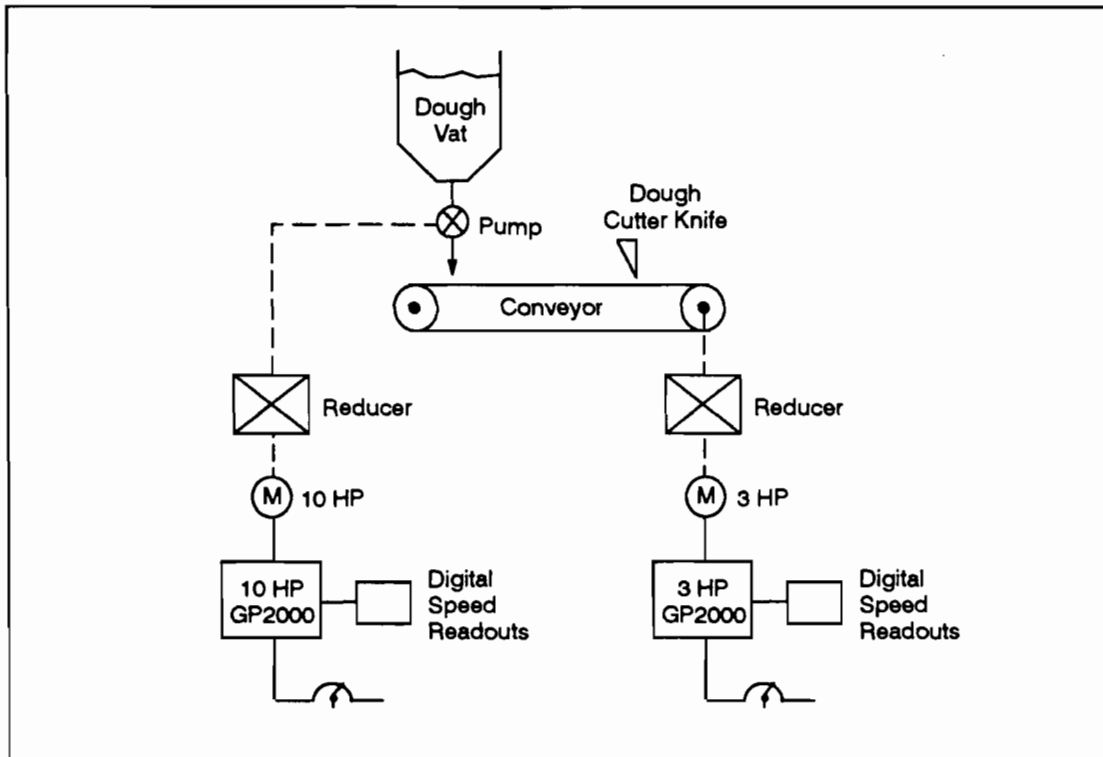 Dough
Vat
Dough
Cutter Knife
Pump
Conveyor
Reducer
Reducer
M
10 HP
M
3 HP
10 HP
GP2000
Digital
Speed
Readouts
3 HP
GP2000
Digital
Speed
Readouts